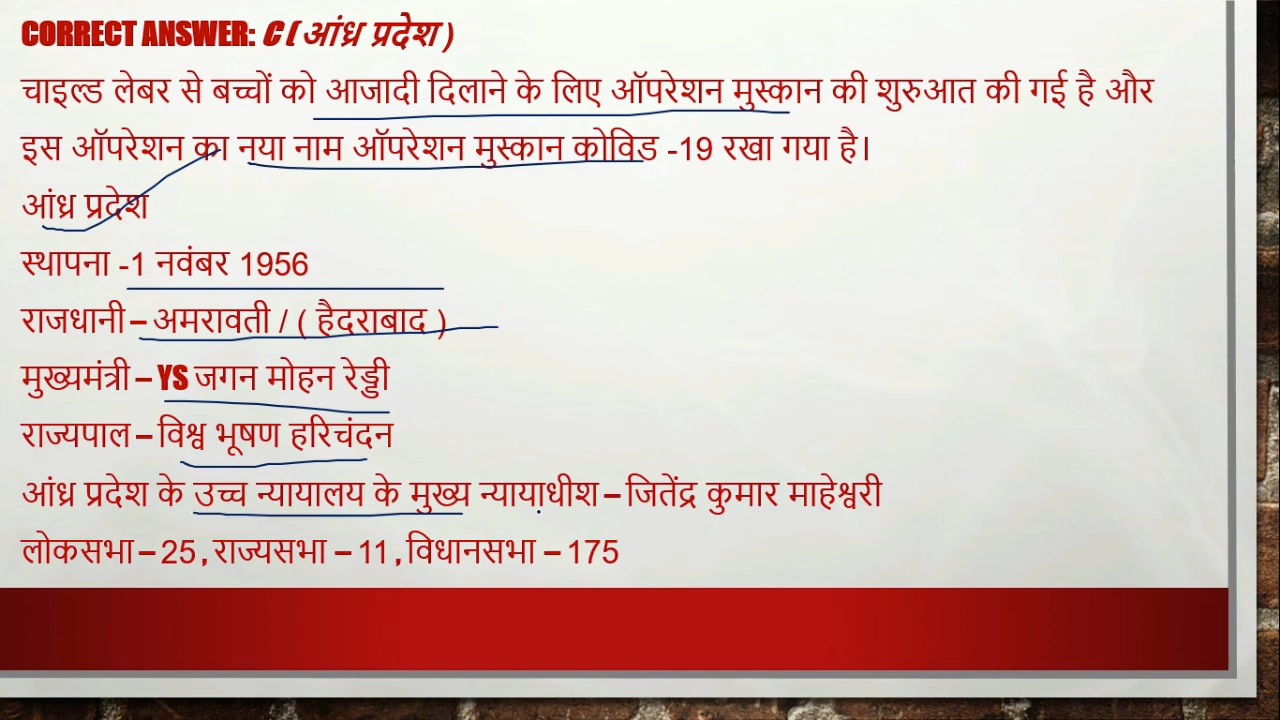 CORRECT ANSWER: C ( आंध्र प्रदेश )
चाइल्ड लेबर से बच्चों को आजादी दिलाने के लिए ऑपरेशन मुस्कान की शुरुआत की गई है और
इस ऑपरेशन का नया नाम ऑपरेशन मुस्कान कोविड -19 रखा गया है।
आंध्र प्रदेश
स्थापना -1 नवंबर 1956
राजधानी – अमरावती / ( हैदराबाद )
मुख्यमंत्री – YS जगन मोहन रेड्डी
राज्यपाल – विश्व भूषण हरिचंदन
आंध्र प्रदेश के उच्च न्यायालय के मुख्य न्यायाधीश – जितेंद्र कुमार माहेश्वरी
लोकसभा – 25 , राज्यसभा – 11 , विधानसभा – 175